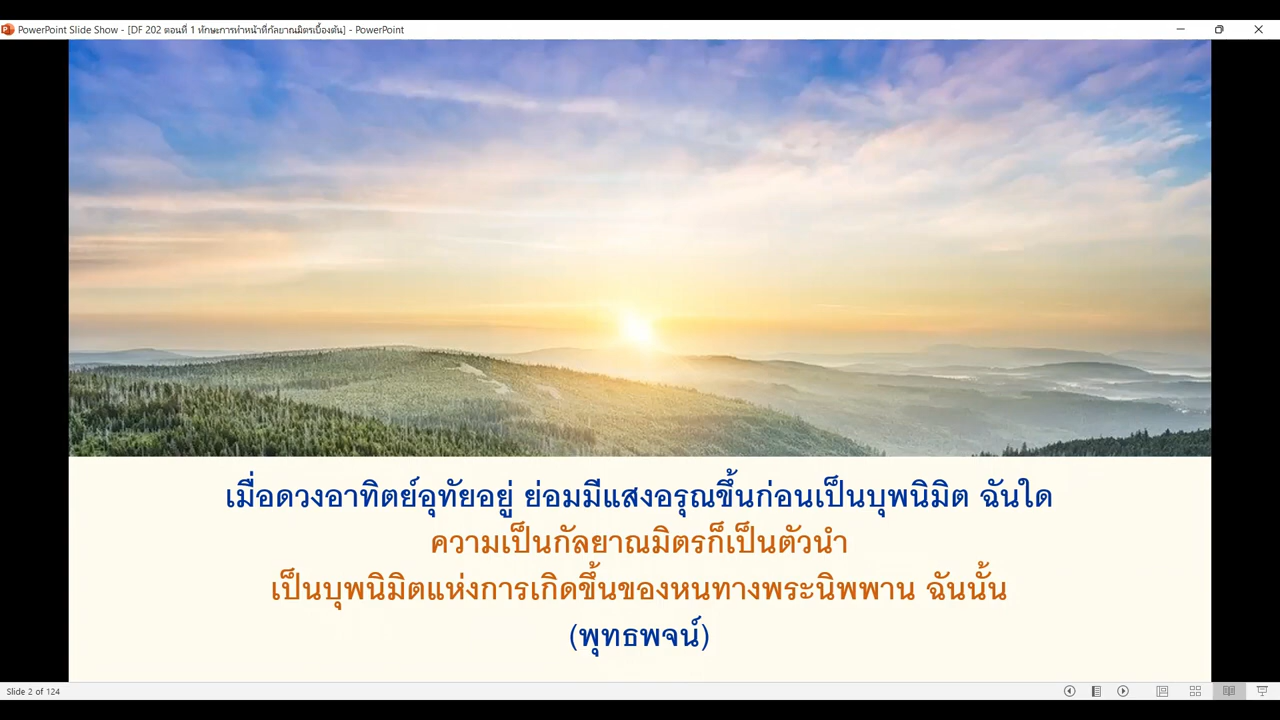 PowerPoint Slide Show - [DF 202 ตอนที่ 1 ทักษะการทำหน้าที่กัลยาณมิตรเบื้องต้น] - PowerPoint
เมื่อดวงอาทิตย์อุทัยอยู่ ย่อมมีแสงอรุณขึ้นก่อนเป็นบุพนิมิต ฉันใด
ความเป็นกัลยาณมิตรก็เป็นตัวนำ
เป็นบุพนิมิตแห่งการเกิดขึ้นของหนทางพระนิพพาน ฉันนั้น
(พุทธพจน์)
Slide 2 of 124